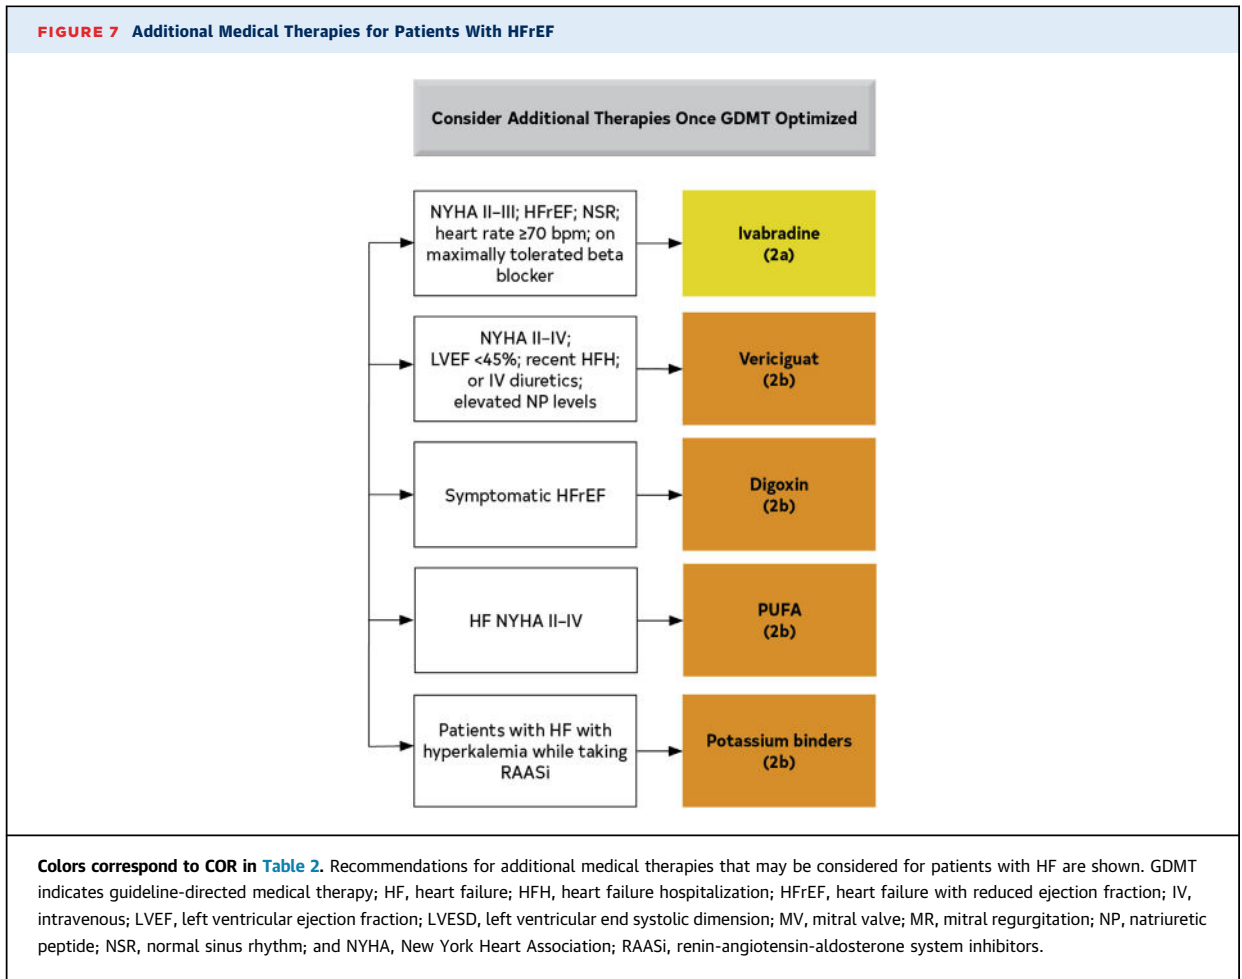 FIGURE 7 Additional Medical Therapies for Patients With HFrEF
Consider Additional Therapies Once GDMT Optimized
NYHA II–III; HFrEF; NSR;
heart rate ≥70 bpm; on
maximally tolerated beta
blocker
Ivabradine
(2a)
NYHA II–IV;
LVEF <45%; recent HFH;
or IV diuretics;
elevated NP levels
Vericiguat
(2b)
Symptomatic HFrEF
Digoxin
(2b)
HF NYHA II–IV
PUFA
(2b)
Patients with HF with
hyperkalemia while taking
RAASi
Potassium binders
(2b)
Colors correspond to COR in Table 2. Recommendations for additional medical therapies that may be considered for patients with HF are shown. GDMT
indicates guideline-directed medical therapy; HF, heart failure; HFH, heart failure hospitalization; HFrEF, heart failure with reduced ejection fraction; IV,
intravenous; LVEF, left ventricular ejection fraction; LVESD, left ventricular end systolic dimension; MV, mitral valve; MR, mitral regurgitation; NP, natriuretic
peptide; NSR, normal sinus rhythm; and NYHA, New York Heart Association; RAASi, renin-angiotensin-aldosterone system inhibitors.